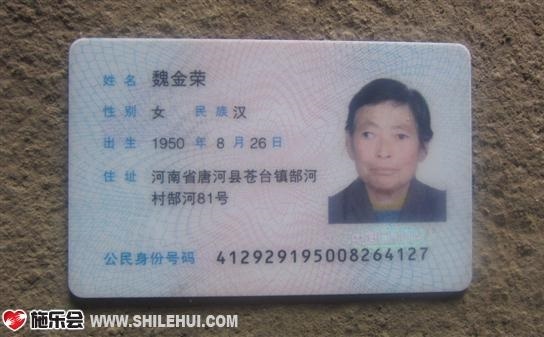 姓名 魏金荣
性别 女 民族 汉
出生 1950 年 8 月 26 日
住址 河南省唐河县苍台镇郜河
村郜河81号
公民身份号码 412929195008264127
施乐会 WWW.SHILEHUI.COM